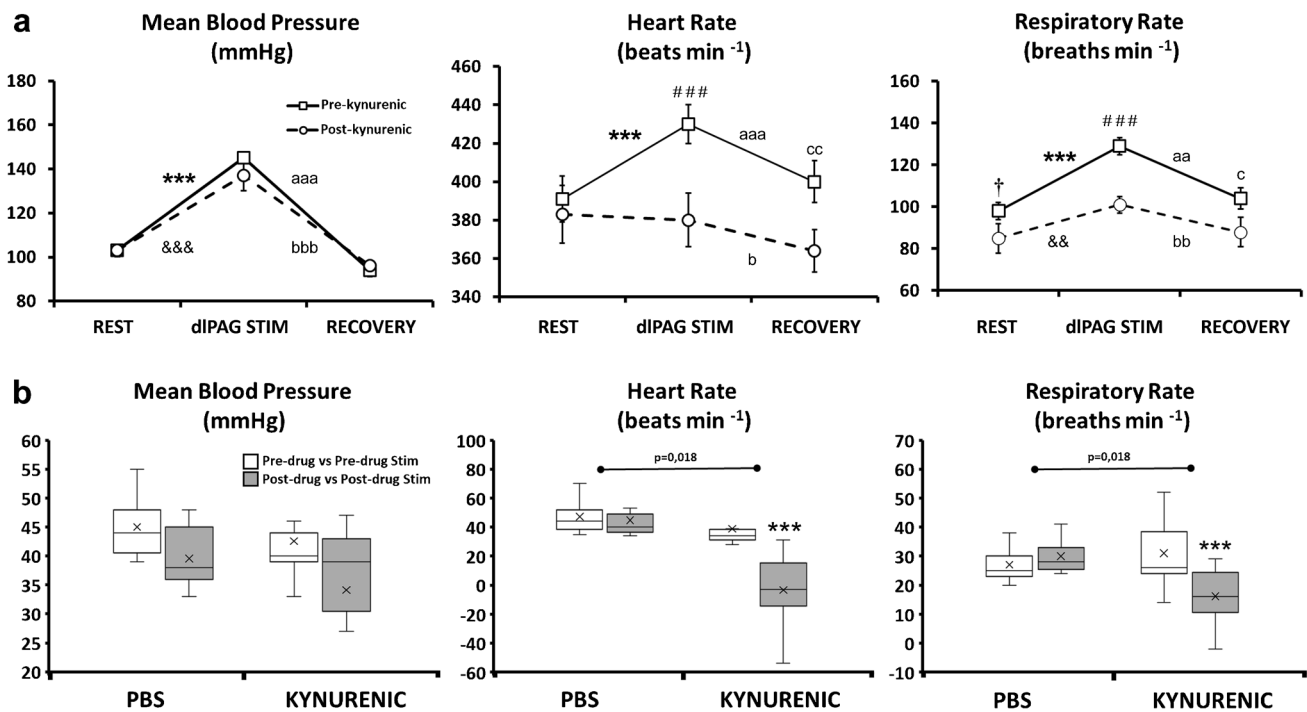 a
Mean Blood Pressure
(mmHg)
180
160
140
120
100
80
Pre-kynurenic
Post-kynurenic
***
aaa
&&&
bbb
REST
dlPAG STIM
RECOVERY
Heart Rate
(beats min -1)
460
440
420
400
380
360
340
###
***
aaa
cc
b
REST
dlPAG STIM
RECOVERY
Respiratory Rate
(breaths min -1)
160
140
120
100
80
60
###
***
aa
†
c
&&
bb
REST
dlPAG STIM
RECOVERY
b
Mean Blood Pressure
(mmHg)
60
55
50
45
40
35
30
25
20
Pre-drug vs Pre-drug Stim
Post-drug vs Post-drug Stim
PBS
KYNURENIC
Heart Rate
(beats min -1)
100
80
60
40
20
0
-20
-40
-60
p=0,018
***
PBS
KYNURENIC
Respiratory Rate
(breaths min -1)
70
60
50
40
30
20
10
0
-10
p=0,018
***
PBS
KYNURENIC